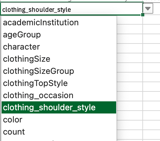 clothing_shoulder_style
academicInstitution
ageGroup
character
clothingSize
clothingSizeGroup
clothingTopStyle
clothing_occasion
clothing_shoulder_style
color
count